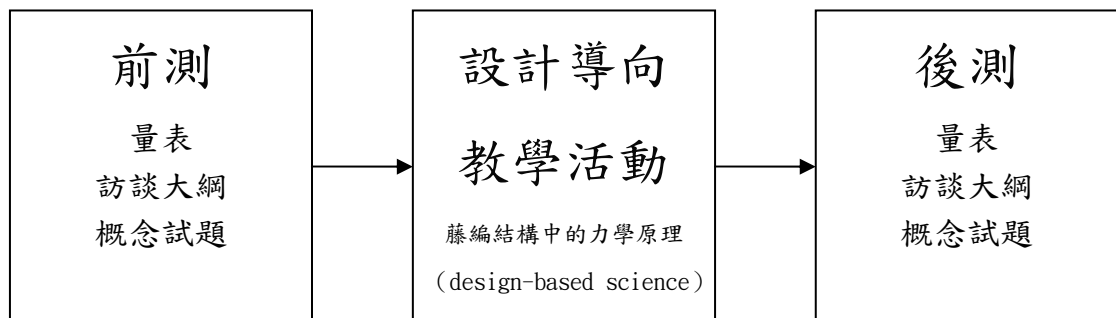 前測
量表
訪談大綱
概念試題
設計導向
教學活動
藤編結構中的力學原理
（design-based science）
後測
量表
訪談大綱
概念試題